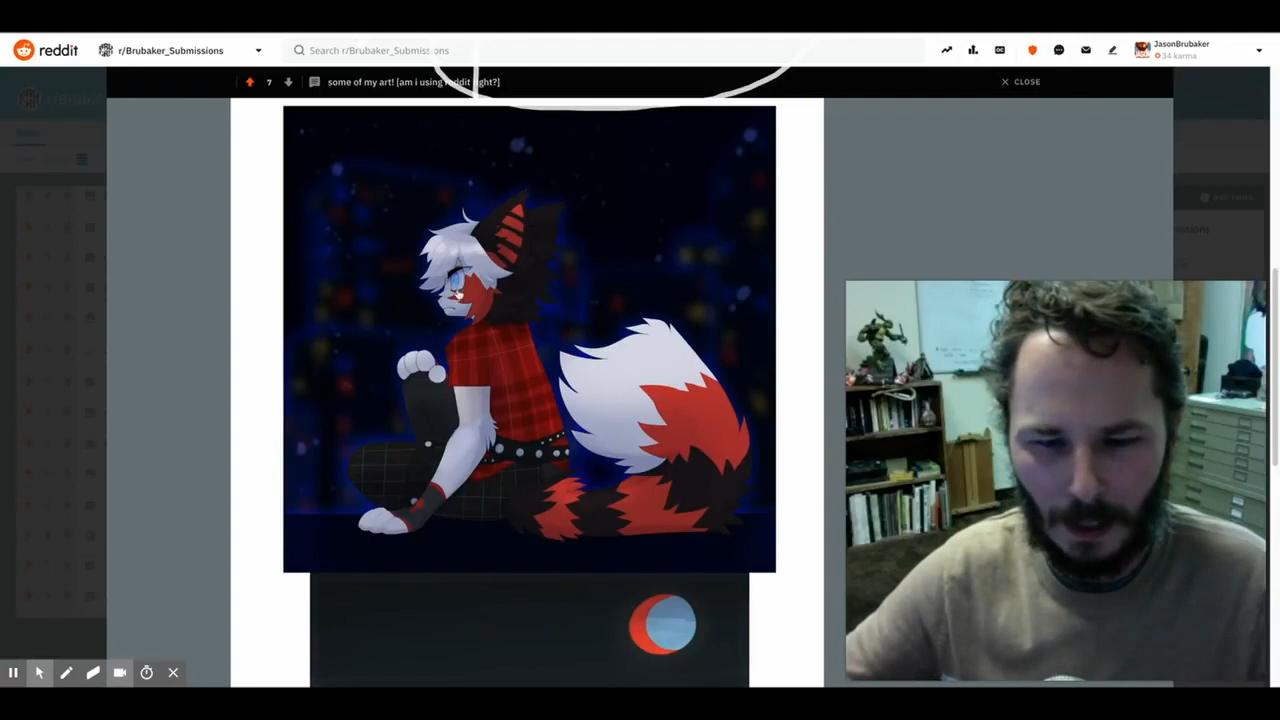 reddit
r/Brubaker_Submissions
Search r/Brubaker_Submissions
JasonBrubaker
34 karma
7
some of my art! [am i using reddit right?]
CLOSE